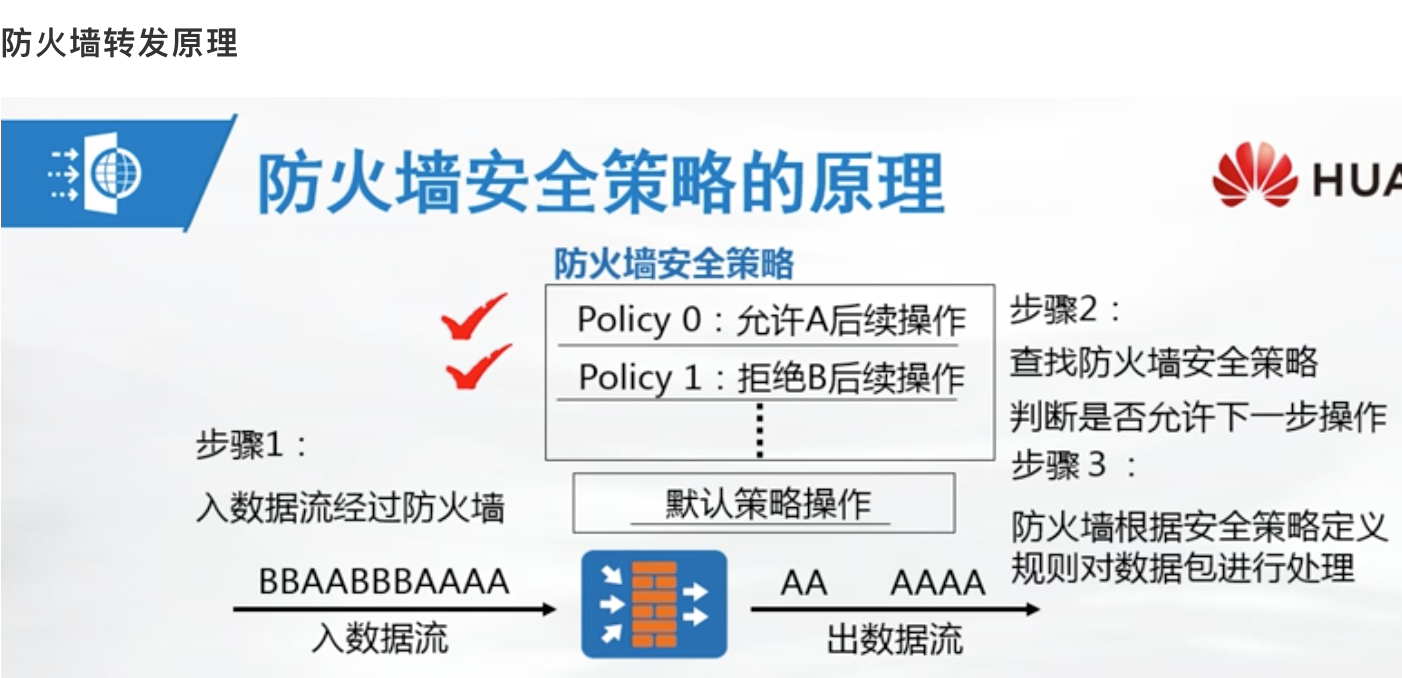 防火墙转发原理
防火墙安全策略的原理
HUA
防火墙安全策略
Policy 0：允许A后续操作
Policy 1：拒绝B后续操作
默认策略操作
步骤1：
入数据流经过防火墙
BBAABBBAAAA
入数据流
步骤2：
查找防火墙安全策略
判断是否允许下一步操作
步骤3：
防火墙根据安全策略定义
规则对数据包进行处理
AA AAAA
出数据流